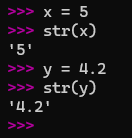 >>> x = 5
>>> str(x)
'5'
>>> y = 4.2
>>> str(y)
'4.2'
>>>